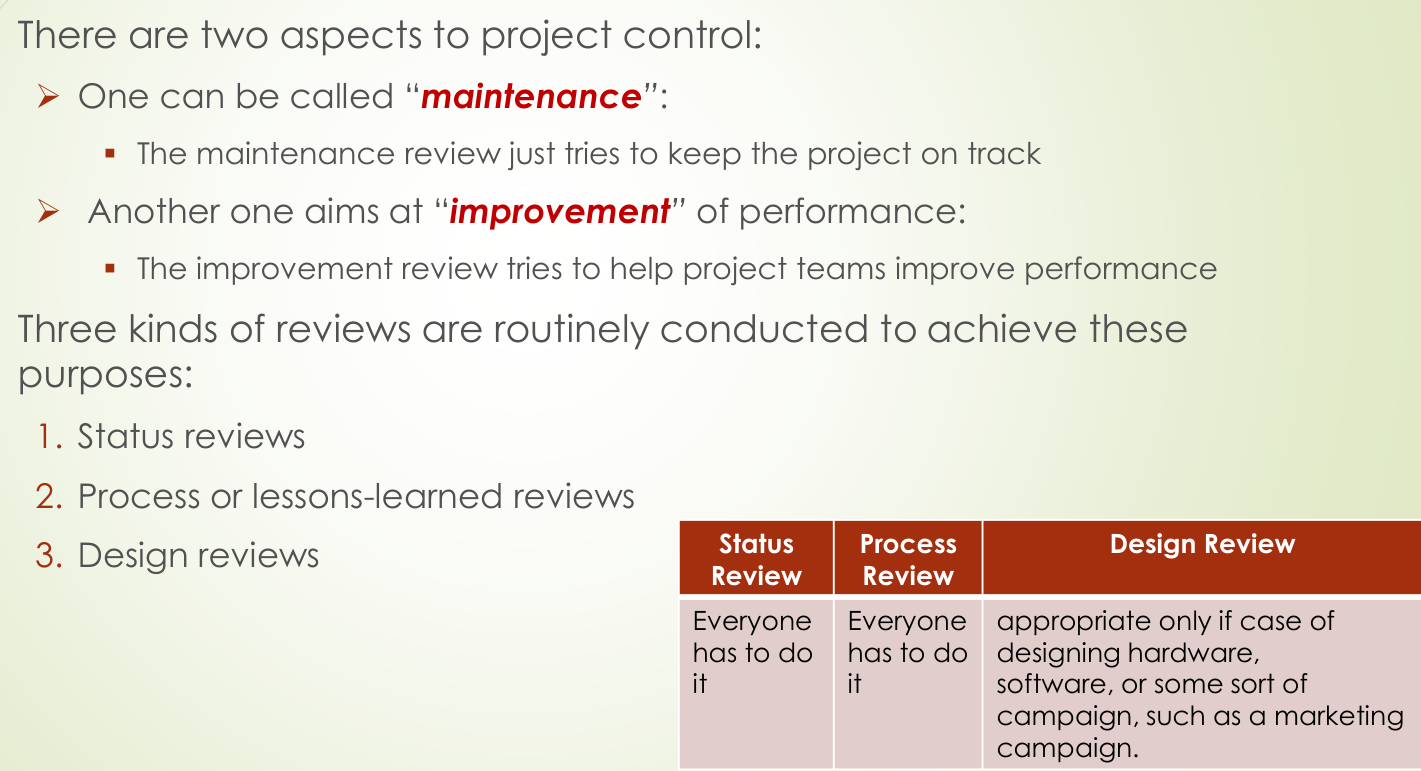 There are two aspects to project control:
➢ One can be called “maintenance”:
▪ The maintenance review just tries to keep the project on track
➢ Another one aims at “improvement” of performance:
▪ The improvement review tries to help project teams improve performance
Three kinds of reviews are routinely conducted to achieve these
purposes:
1. Status reviews
2. Process or lessons-learned reviews
3. Design reviews
Status
Review
Process
Review
Design Review
Everyone
has to do
it
Everyone
has to do
it
appropriate only if case of
designing hardware,
software, or some sort of
campaign, such as a marketing
campaign.